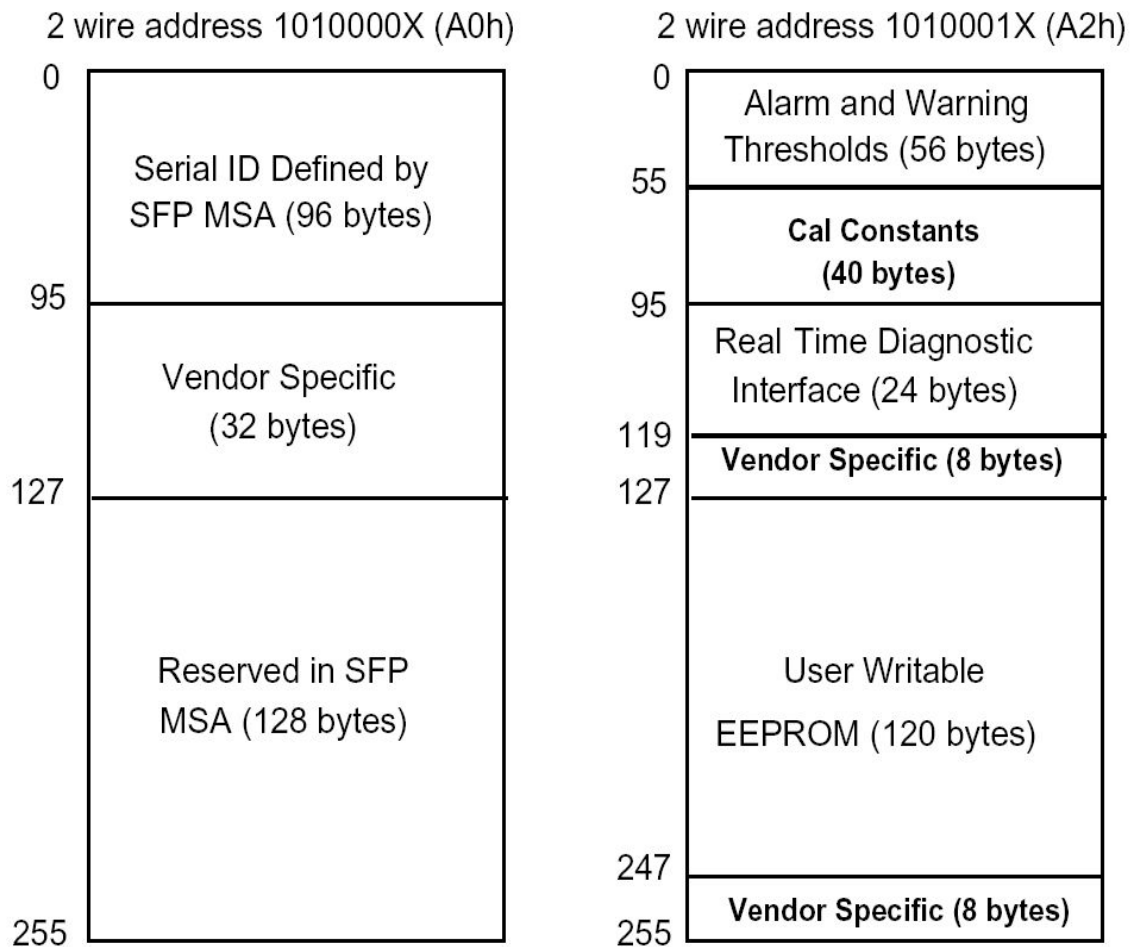 2 wire address 1010000X (A0h)
0
Serial ID Defined by
SFP MSA (96 bytes)
95
Vendor Specific
(32 bytes)
127
Reserved in SFP
MSA (128 bytes)
255
2 wire address 1010001X (A2h)
0
Alarm and Warning
Thresholds (56 bytes)
55
Cal Constants
(40 bytes)
95
Real Time Diagnostic
Interface (24 bytes)
119
Vendor Specific (8 bytes)
127
User Writable
EEPROM (120 bytes)
247
Vendor Specific (8 bytes)
255